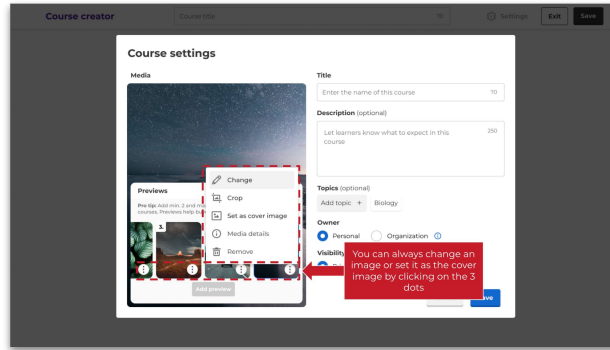 Course creator
Course title
70
Settings
Exit
Save
Course settings
Media
Previews
Pro tip: Add min. 2 and
courses. Previews help
3.
Change
Crop
Set as cover image
Media details
Remove
Add preview
Title
Enter the name of this course
70
Description (optional)
Let learners know what to expect in this
course
250
Topics (optional)
Add topic +
Biology
Owner
Personal
Organization
Visibility
You can always change an
image or set it as the cover
image by clicking on the 3
dots